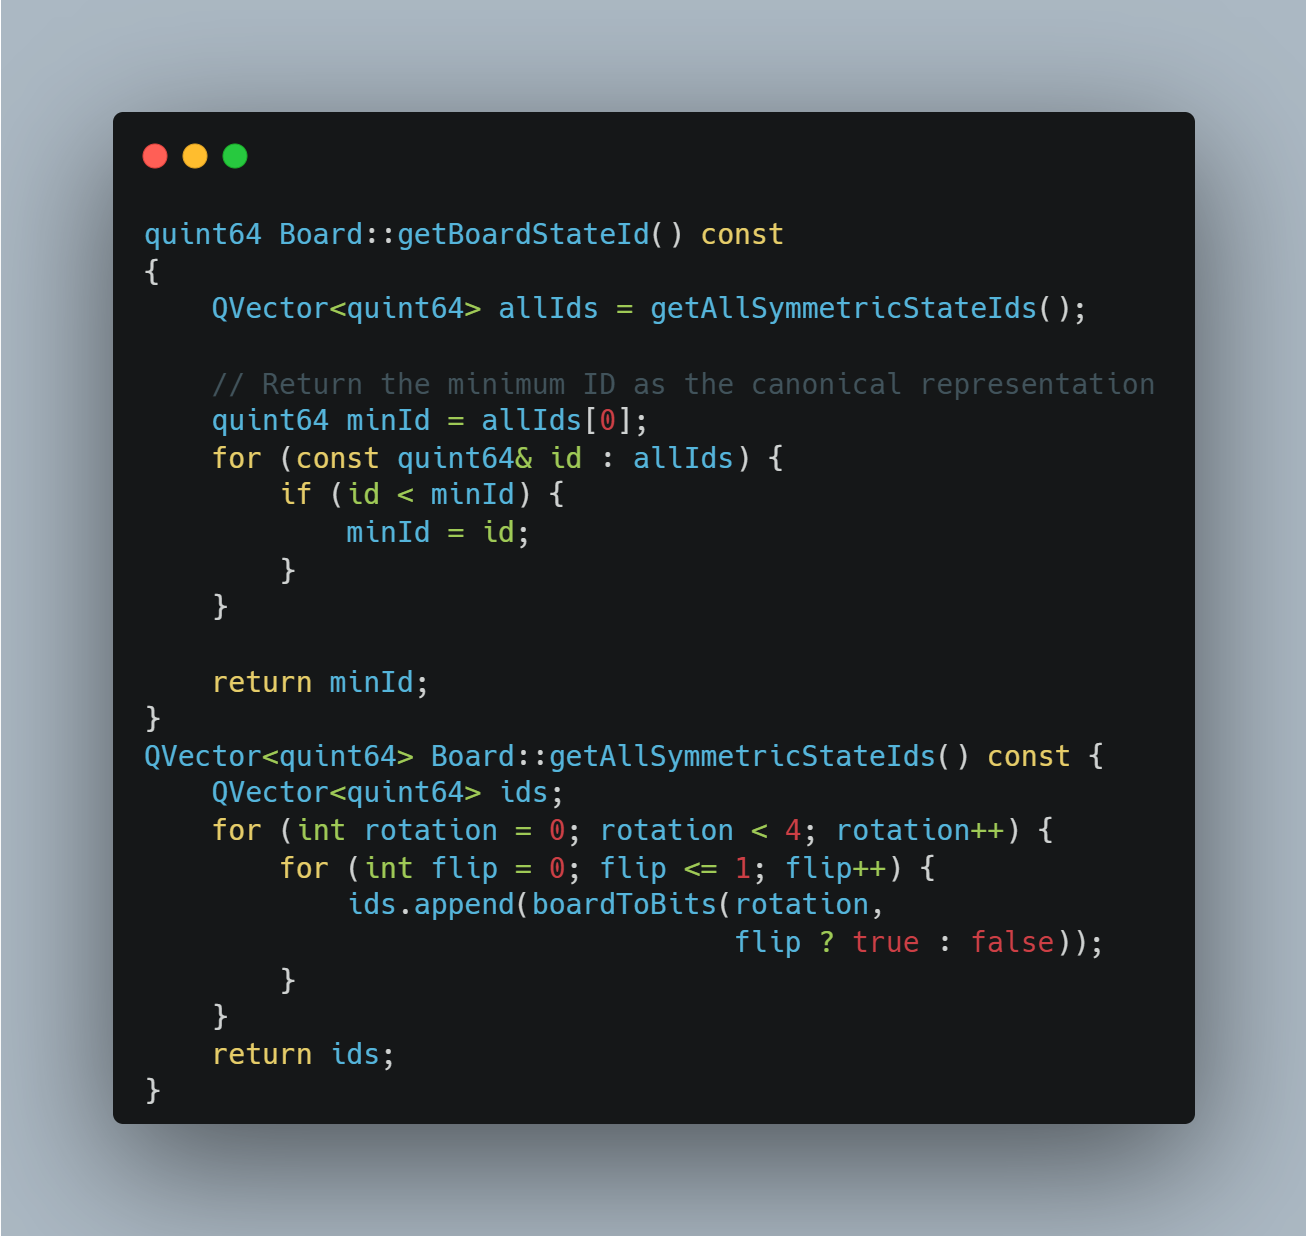 quint64 Board::getBoardStateId() const
{
    QVector<quint64> allIds = getAllSymmetricStateIds();

    // Return the minimum ID as the canonical representation
    quint64 minId = allIds[0];
    for (const quint64& id : allIds) {
        if (id < minId) {
            minId = id;
        }
    }

    return minId;
}
QVector<quint64> Board::getAllSymmetricStateIds() const {
    QVector<quint64> ids;
    for (int rotation = 0; rotation < 4; rotation++) {
        for (int flip = 0; flip <= 1; flip++) {
            ids.append(boardToBits(rotation,
                                   flip ? true : false));
        }
    }
    return ids;
}